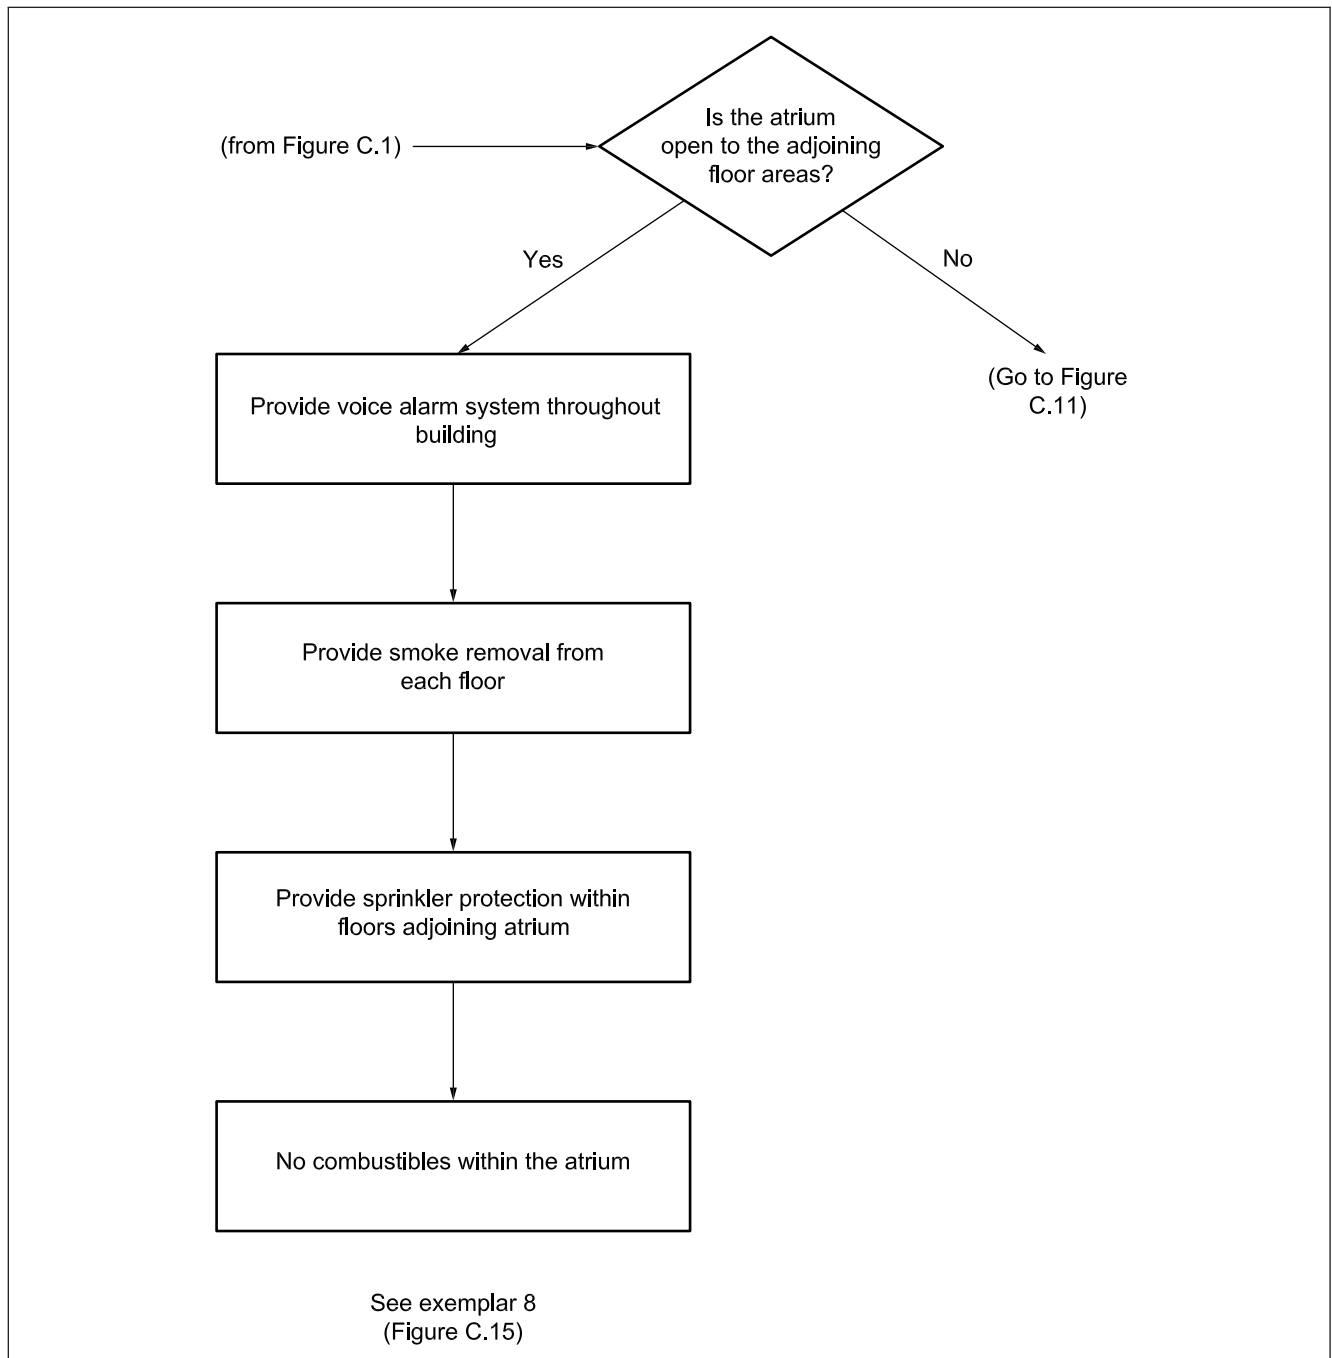 Is the atrium
open to the adjoining
floor areas?
(from Figure C.1)
Yes
No
(Go to Figure
C.11)
Provide voice alarm system throughout
building
Provide smoke removal from
each floor
Provide sprinkler protection within
floors adjoining atrium
No combustibles within the atrium
See exemplar 8
(Figure C.15)